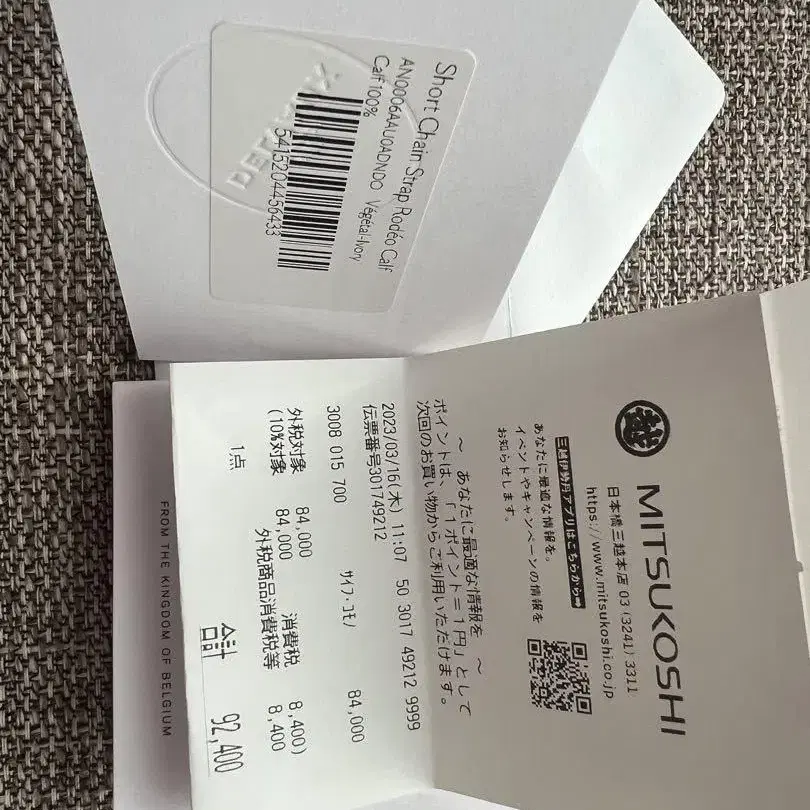 Short Chain Strap Rodéo Calf
AN0006AAU0ADNDO Végétal-Ivory
Calf 100%
5415204456433
MITSUKOSHI
日本橋三越本店 03(3241)3311
https://www.mitsukoshi.co.jp
三越伊勢丹アプリはこちらから➡
あなたに最適な情報を。
イベントやキャンペーンの情報を
お知らせします。
～ あなたに最適な情報を ～
ポイントは、「1ポイント=1円」として
次回のお買い物からご利用いただけます。
2023/03/16(木) 11:07 50 3017 49212 9999
伝票番号301749212
3008 015 700 サイフ・コモノ 84,000
外税対象 84,000 消費税 8,400)
(10%対象 84,000 外税商品消費税等 8,400
1点
合計 92,400
FROM THE KINGDOM OF BELGIUM